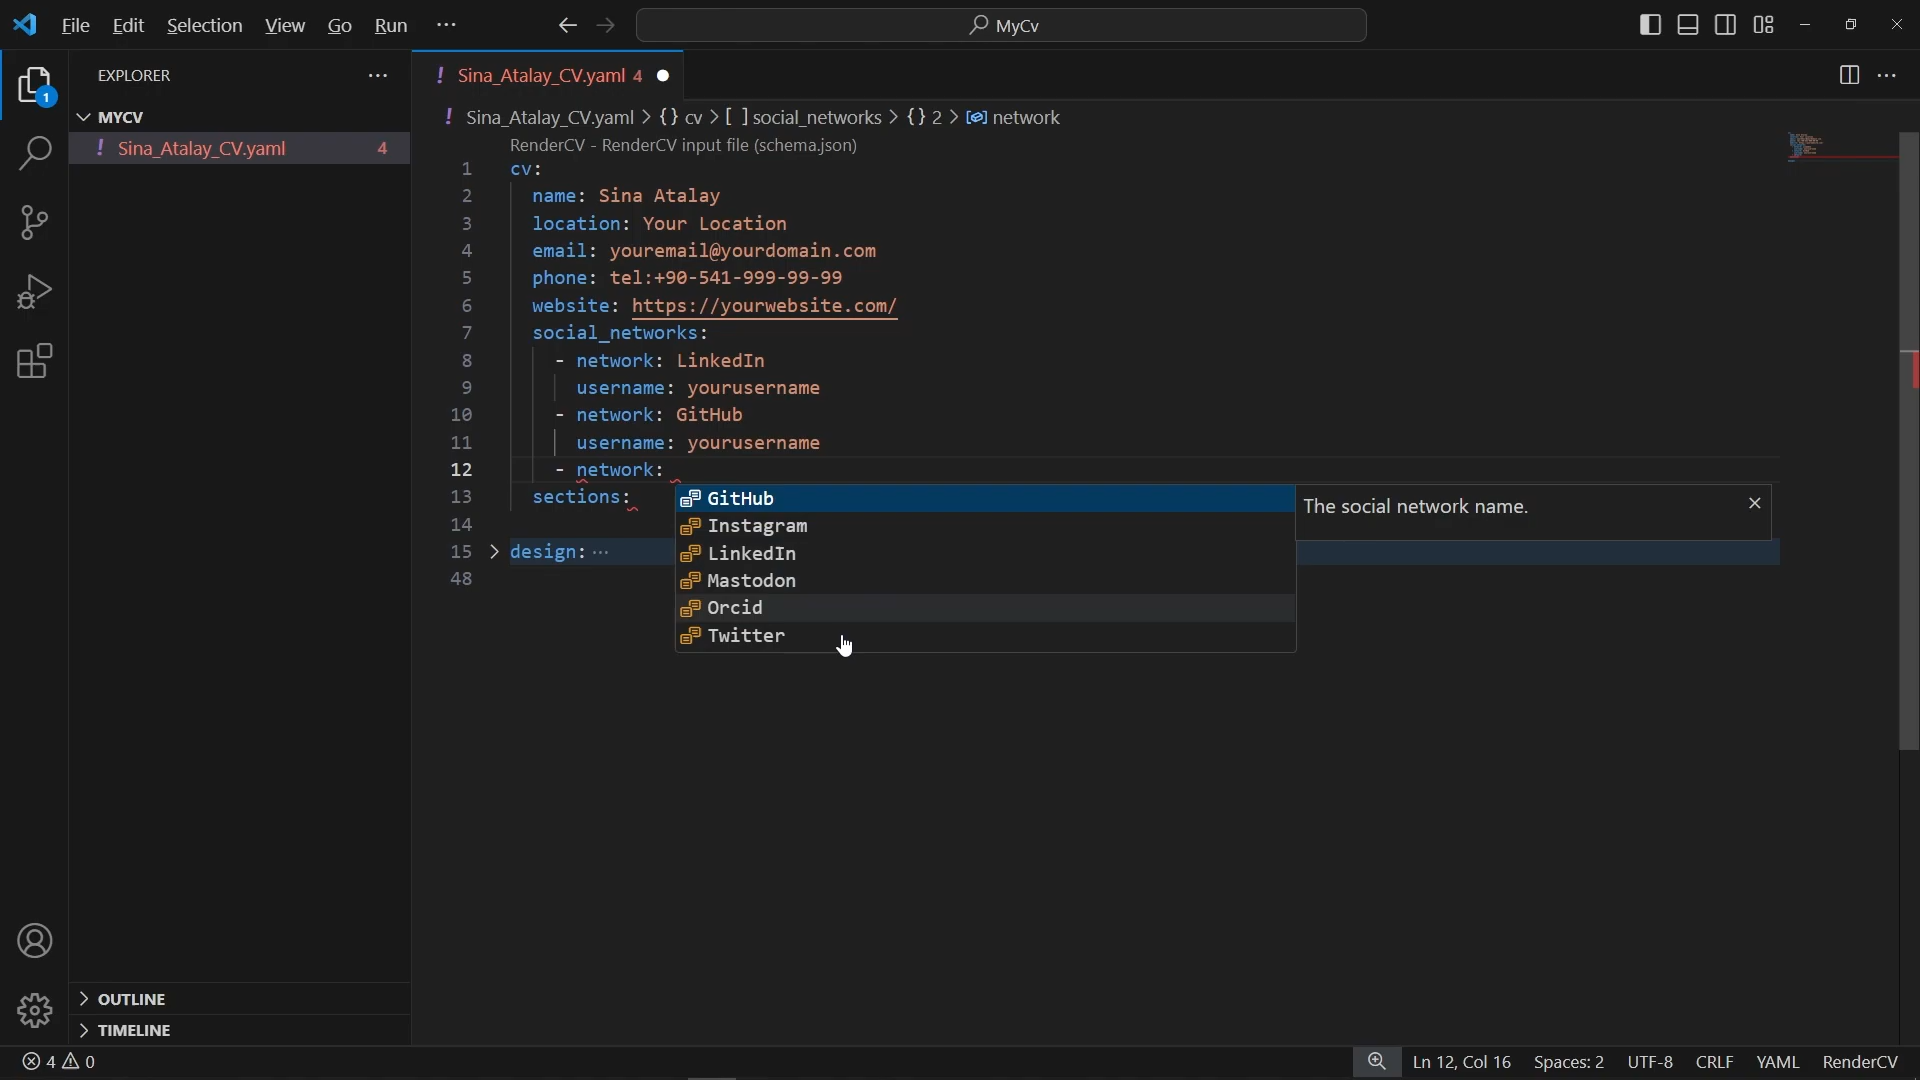 File Edit Selection View Go Run ··· MyCv
EXPLORER ···
MYCV
! Sina_Atalay_CV.yaml 4
OUTLINE
TIMELINE
1
! Sina_Atalay_CV.yaml 4
! Sina_Atalay_CV.yaml > {} cv > [ ] social_networks > {} 2 > network
RenderCV - RenderCV input file (schema.json)
1 cv:
2 name: Sina Atalay
3 location: Your Location
4 email: youremail@yourdomain.com
5 phone: tel:+90-541-999-99-99
6 website: https://yourwebsite.com/
7 social_networks:
8 - network: LinkedIn
9 username: yourusername
10 - network: GitHub
11 username: yourusername
12 - network:
13 sections:
14
15 > design: ···
48
GitHub
Instagram
LinkedIn
Mastodon
Orcid
Twitter
The social network name.
4 0 Ln 12, Col 16 Spaces: 2 UTF-8 CRLF YAML RenderCV